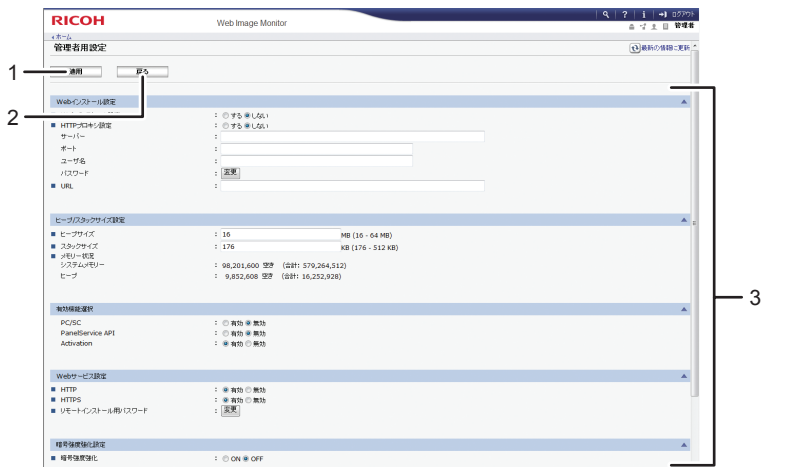 RICOH
Web Image Monitor
? i ログアウト
管理者
ホーム
管理者用設定
最新の情報に更新
1
適用
戻る
2
3
Webインストール設定
: する しない
HTTPプロキシ設定 : する しない
サーバー :
ポート :
ユーザ名 :
パスワード : 変更
URL :
ヒープ/スタックサイズ設定
ヒープサイズ : 16 MB (16 - 64 MB)
スタックサイズ : 176 KB (176 - 512 KB)
メモリー状況
システムメモリー : 98,201,600 空き (合計: 579,264,512)
ヒープ : 9,852,608 空き (合計: 16,252,928)
有効機能選択
PC/SC : 有効 無効
PanelService API : 有効 無効
Activation : 有効 無効
Webサービス設定
HTTP : 有効 無効
HTTPS : 有効 無効
リモートインストール用パスワード : 変更
暗号強度強化設定
暗号強度強化 : ON OFF